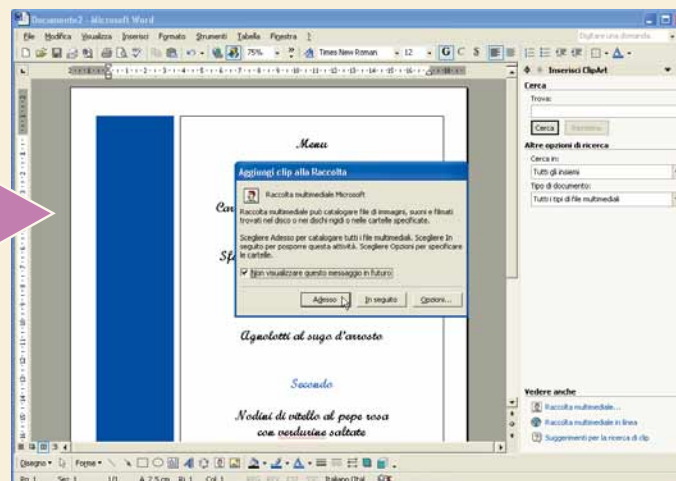 Documento2 - Microsoft Word
File Modifica Visualizza Inserisci Formato Strumenti Tabella Finestra ?
Digitare una domanda.
75% Times New Roman 12 G C S
Inserisci ClipArt
Cerca
Trova:
Cerca
Altre opzioni di ricerca
Cerca in:
Tutti gli insiemi
Tipo di documento:
Tutti i tipi di file multimediali
Menu
Aggiungi clip alla Raccolta
Raccolta multimediale Microsoft
Raccolta multimediale può catalogare file di immagini, suoni e filmati
trovati nel disco o nei dischi rigidi o nelle cartelle specificate.
Scegliere Adesso per catalogare tutti i file multimediali. Scegliere In
seguito per posporre questa attività. Scegliere Opzioni per specificare
le cartelle.
Non visualizzare questo messaggio in futuro
Adesso In seguito Opzioni...
Agnolotti al sugo d'arrosto
Secondo
Nodini di vitello al pepe rosa
con verdurine saltate
Vedere anche
Raccolta multimediale...
Raccolta multimediale in linea
Suggerimenti per la ricerca di clip
Disegno Forme
Pg 1 Sez 1 1/1 A 2,5 cm Ri 1 Col 1 Italiano (Ital